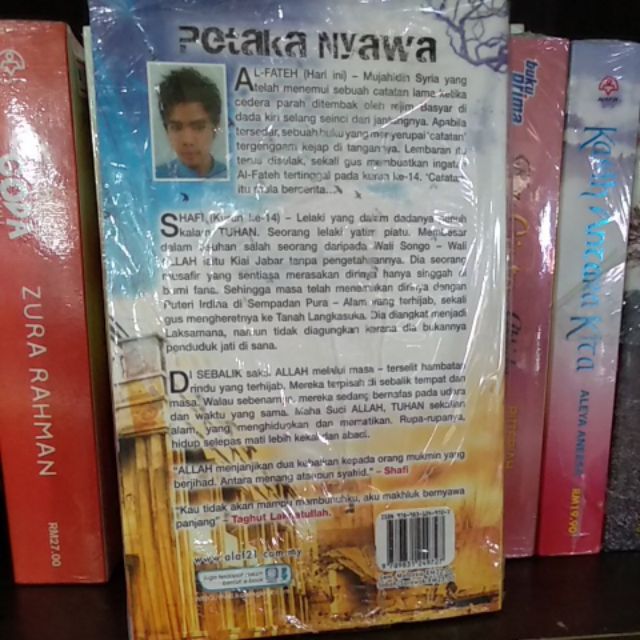 Petaka Nyawa
AL-FATEH (Hari ini) – Mujahidin Syria yang
telah menemui sebuah catatan lama ketika
cedera parah ditembak oleh rejim Basyar di
dada kiri selang seinci dari jantungnya. Apabila
tersedar, sebuah buku yang menyerupai 'catatan'
tergenggam kejap di tangannya. Lembaran itu
terus diselak, sekali gus membuatkan
Al-Fateh tertinggal pada kurun ke-14. 'Catatan'
itu mula bercerita...
SHAFI (Kurun ke-14) – Lelaki yang dalam dadanya penuh
kalam TUHAN. Seorang lelaki yatim piatu. Membesar
dalam asuhan salah seorang daripada Wali Songo – Wali
ALLAH iaitu Kiai Jabar tanpa pengetahuannya. Dia seorang
musafir yang sentiasa merasakan dirinya hanya singgah di
bumi fana. Sehingga masa telah menemukan dirinya dengan
Puteri Irdina di Sempadan Pura – Alam yang terhijab, sekali
gus mengheretnya ke Tanah Langkasuka. Dia diangkat menjadi
Laksamana, namun tidak diagungkan kerana dia bukannya
penduduk jati di sana.
DI SEBALIK saksi ALLAH melalui masa – terselit hambatan
rindu yang terhijab. Mereka terpisah di sebalik tempat dan
masa. Walau sebenarnya mereka sedang bernafas pada udara
dan waktu yang sama. Maha Suci ALLAH, TUHAN sekalian
alam, yang menghidupkan dan mematikan. Rupa-rupanya,
hidup selepas mati lebih kekal dan abadi.
"ALLAH menjanjikan dua kebaikan kepada orang mukmin yang
berjihad. Antara menang ataupun syahid." – Shafi
"Kau tidak akan mampu membunuhku, aku makhluk bernyawa
panjang" – Taghut Laknatullah.
www.alaf21.com.my
ZURA RAHMAN
RM27.00
buku prima
Kasih Antara Kita
ALEYA ANEESA